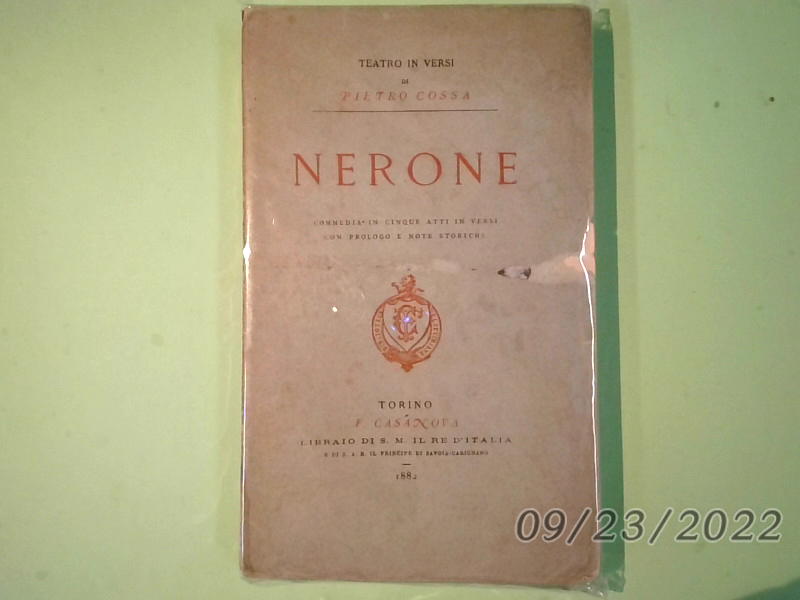 TEATRO IN VERSI
DI
PIETRO COSSA
NERONE
COMMEDIA IN CINQUE ATTI IN VERSI
CON PROLOGO E NOTE STORICHE
TORINO
F. CASANOVA
LIBRAIO DI S. M. IL RE D'ITALIA
E DI S. A. R. IL PRINCIPE DI SAVOIA-CARIGNANO
1882
09/23/2022